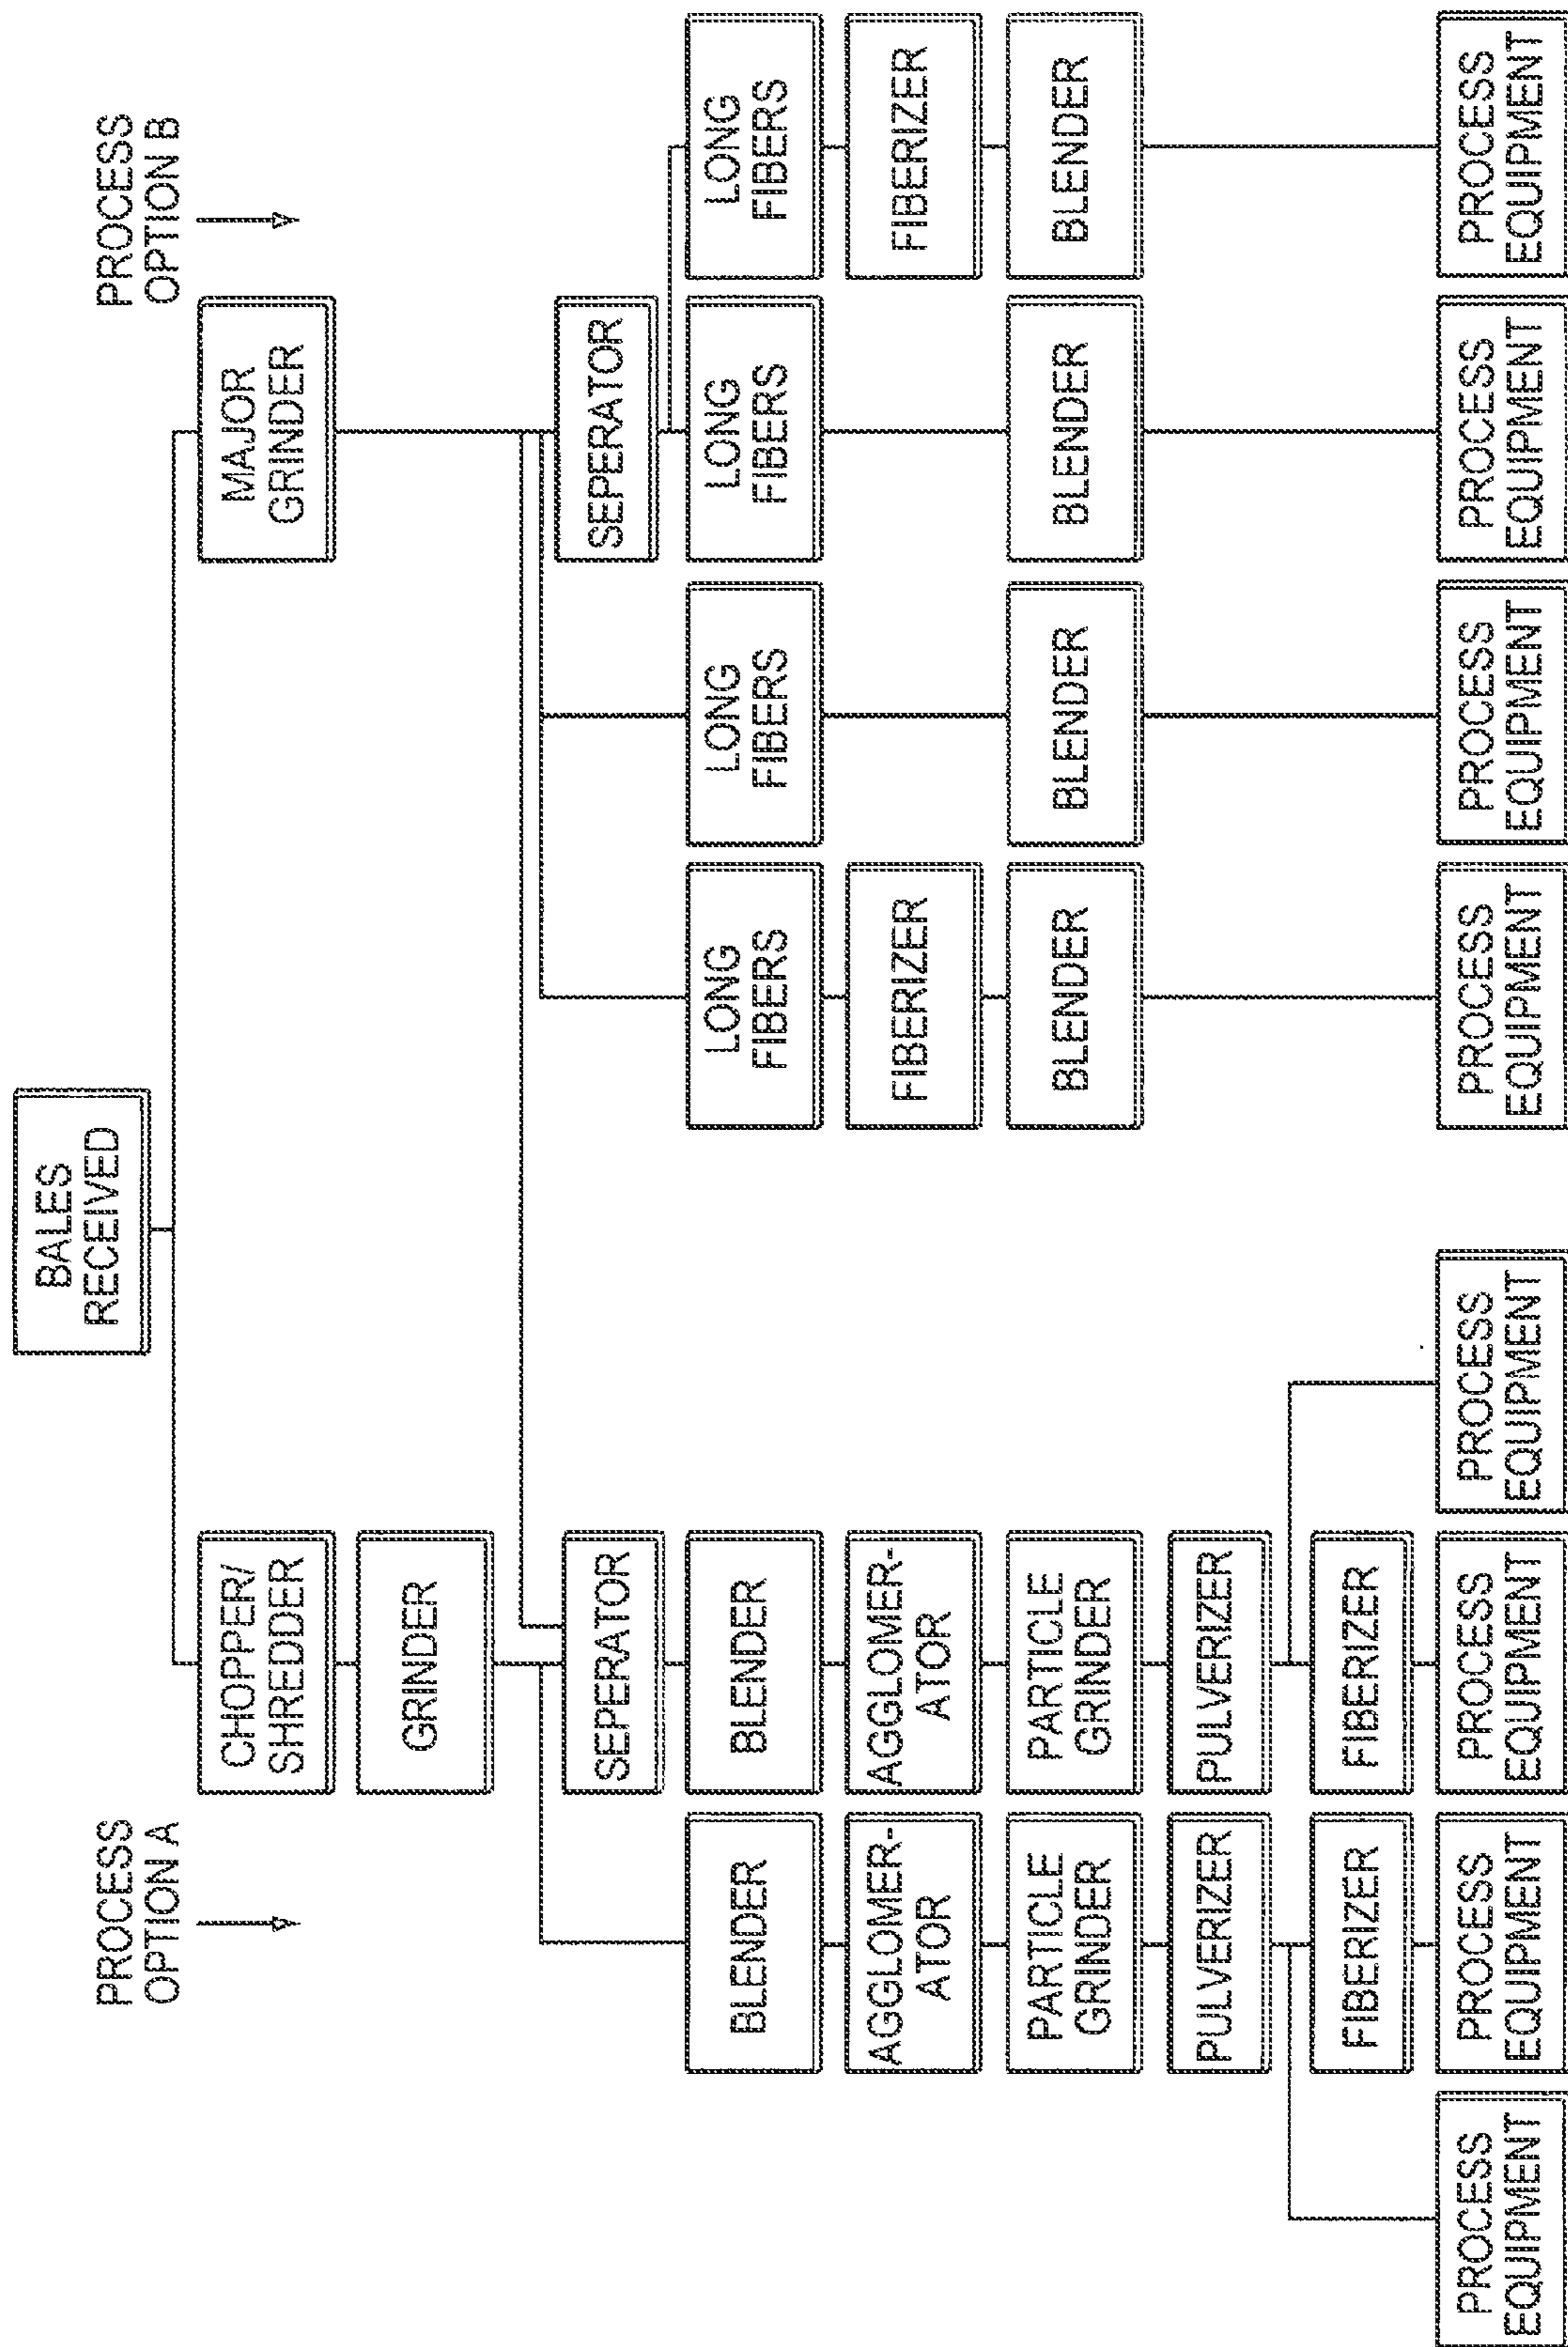 BALES
RECEIVED
PROCESS
OPTION A
PROCESS
OPTION B
CHOPPER/
SHREDDER
MAJOR
GRINDER
GRINDER
SEPERATOR
SEPERATOR
BLENDER
BLENDER
LONG
FIBERS
LONG
FIBERS
LONG
FIBERS
LONG
FIBERS
AGGLOMER-
ATOR
AGGLOMER-
ATOR
FIBERIZER
FIBERIZER
PARTICLE
GRINDER
PARTICLE
GRINDER
BLENDER
BLENDER
BLENDER
BLENDER
PULVERIZER
PULVERIZER
FIBERIZER
FIBERIZER
PROCESS
EQUIPMENT
PROCESS
EQUIPMENT
PROCESS
EQUIPMENT
PROCESS
EQUIPMENT
PROCESS
EQUIPMENT
PROCESS
EQUIPMENT
PROCESS
EQUIPMENT
PROCESS
EQUIPMENT